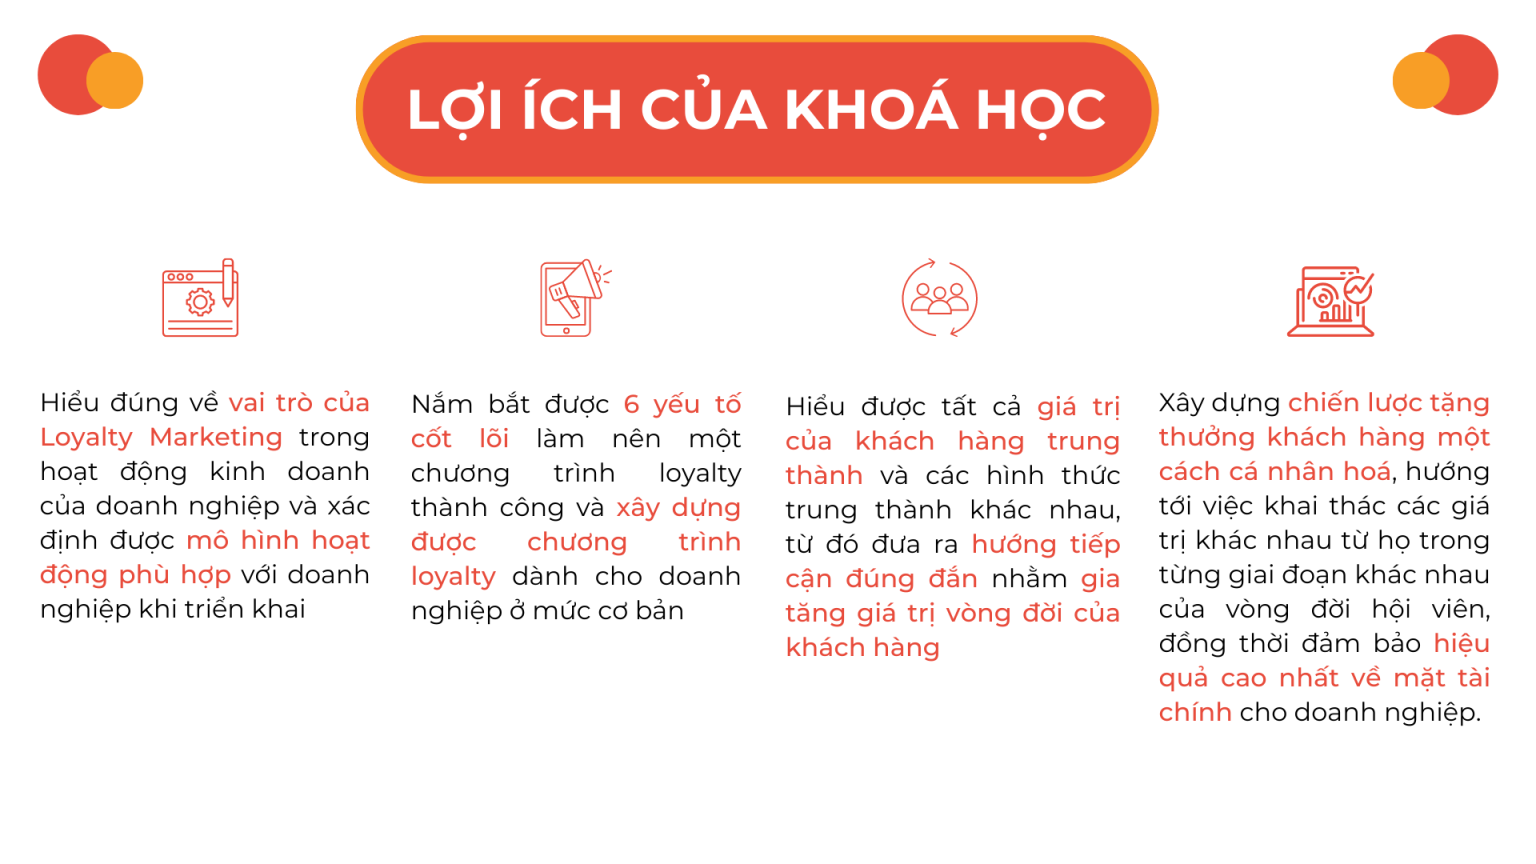 LỢI ÍCH CỦA KHOÁ HỌC
Hiểu đúng về vai trò của
Loyalty Marketing trong
hoạt động kinh doanh
của doanh nghiệp và xác
định được mô hình hoạt
động phù hợp với doanh
nghiệp khi triển khai
Nắm bắt được 6 yếu tố
cốt lõi làm nên một
chương trình loyalty
thành công và xây dựng
được chương trình
loyalty dành cho doanh
nghiệp ở mức cơ bản
Hiểu được tất cả giá trị
của khách hàng trung
thành và các hình thức
trung thành khác nhau,
từ đó đưa ra hướng tiếp
cận đúng đắn nhằm gia
tăng giá trị vòng đời của
khách hàng
Xây dựng chiến lược tặng
thưởng khách hàng một
cách cá nhân hoá, hướng
tới việc khai thác các giá
trị khác nhau từ họ trong
từng giai đoạn khác nhau
của vòng đời hội viên,
đồng thời đảm bảo hiệu
quả cao nhất về mặt tài
chính cho doanh nghiệp.